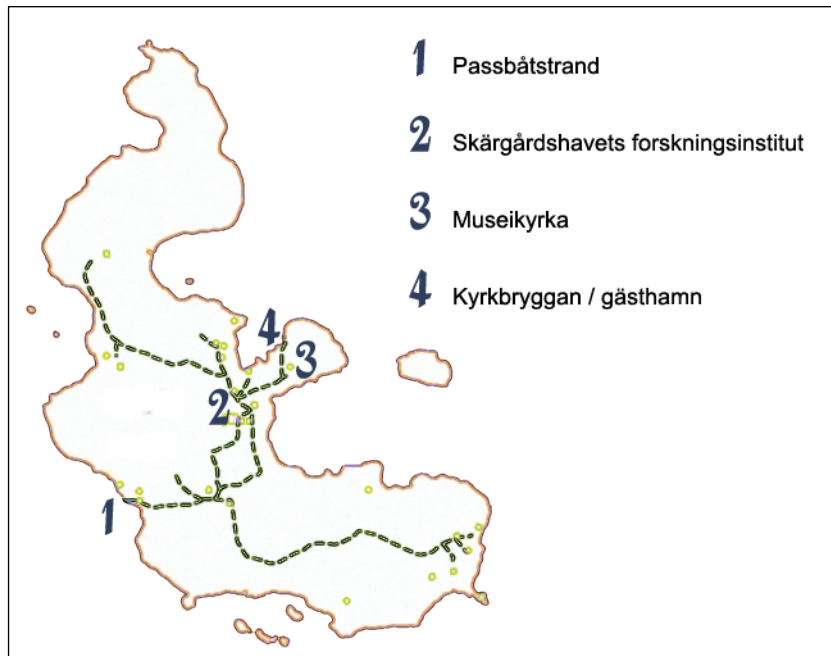 1 Passbåtstrand
2 Skärgårdshavets forskningsinstitut
3 Museikyrka
4 Kyrkbryggan / gästhamn
4
3
2
1